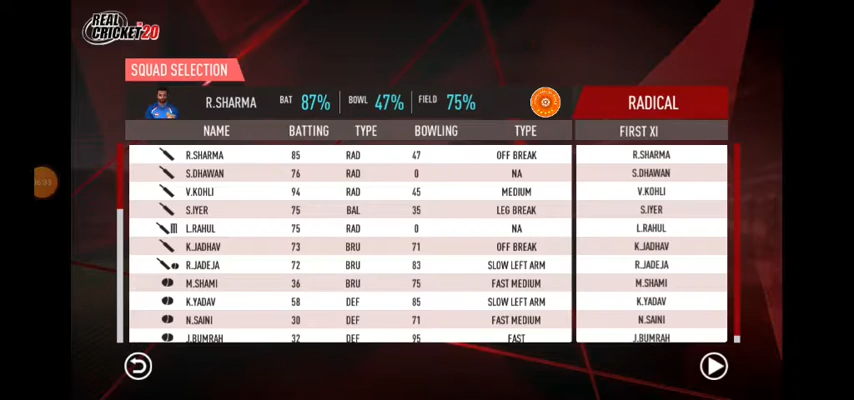 REAL CRICKET 20
SQUAD SELECTION
R.SHARMA BAT 87% BOWL 47% FIELD 75% RADICAL
NAME BATTING TYPE BOWLING TYPE FIRST XI
R.SHARMA 85 RAD 47 OFF BREAK R.SHARMA
S.DHAWAN 76 RAD 0 NA S.DHAWAN
V.KOHLI 94 RAD 45 MEDIUM V.KOHLI
S.IYER 75 BAL 35 LEG BREAK S.IYER
L.RAHUL 75 RAD 0 NA L.RAHUL
K.JADHAV 73 BRU 71 OFF BREAK K.JADHAV
R.JADEJA 72 BRU 83 SLOW LEFT ARM R.JADEJA
M.SHAMI 36 BRU 75 FAST MEDIUM M.SHAMI
K.YADAV 58 DEF 85 SLOW LEFT ARM K.YADAV
N.SAINI 30 DEF 71 FAST MEDIUM N.SAINI
J.BUMRAH 32 DEF 95 FAST J.BUMRAH